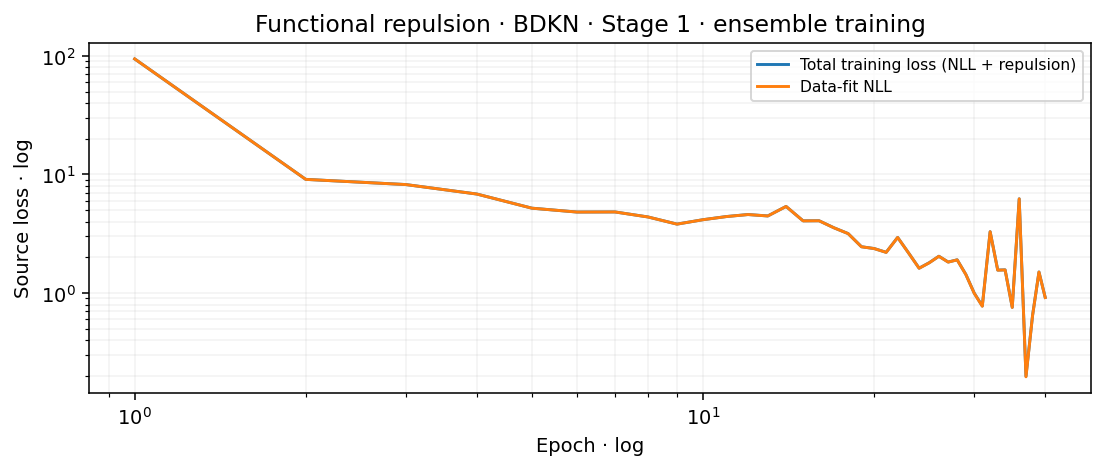 Functional repulsion · BDKN · Stage 1 · ensemble training
Total training loss (NLL + repulsion)
Data-fit NLL
Source loss · log
10²
10¹
10⁰
10⁰ 10¹
Epoch · log